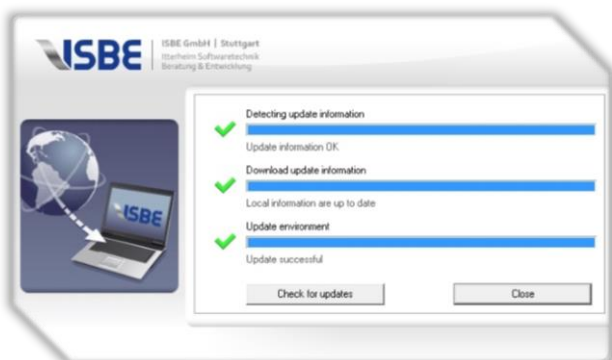 ISBE
ISBE GmbH | Stuttgart
Itterheim Softwaretechnik
Beratung & Entwicklung
Detecting update information
Update information OK
Download update information
Local information are up to date
Update environment
Update successful
ISBE
Check for updates
Close